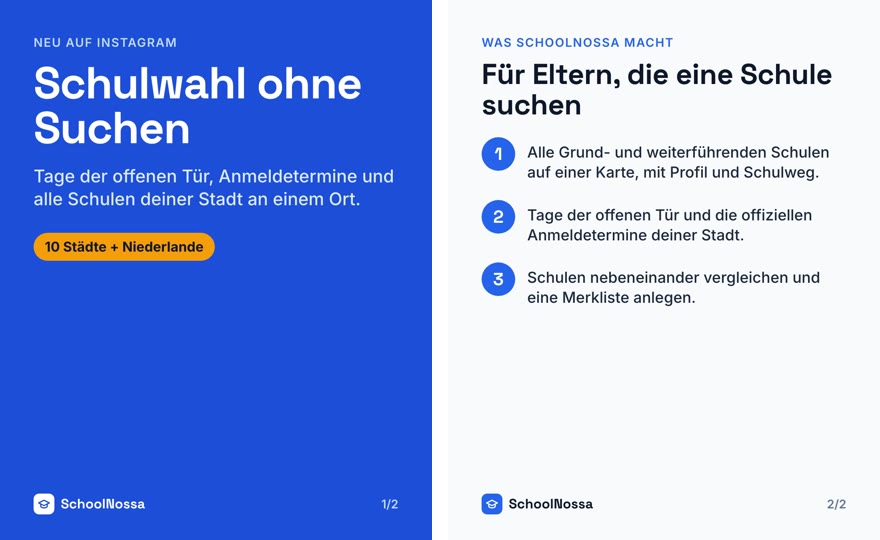 NEU AUF INSTAGRAM
Schulwahl ohne
Suchen
Tage der offenen Tür, Anmeldetermine und
alle Schulen deiner Stadt an einem Ort.
10 Städte + Niederlande
SchoolNossa
1/2
WAS SCHOOLNOSSA MACHT
Für Eltern, die eine Schule
suchen
1
Alle Grund- und weiterführenden Schulen
auf einer Karte, mit Profil und Schulweg.
2
Tage der offenen Tür und die offiziellen
Anmeldetermine deiner Stadt.
3
Schulen nebeneinander vergleichen und
eine Merkliste anlegen.
SchoolNossa
2/2